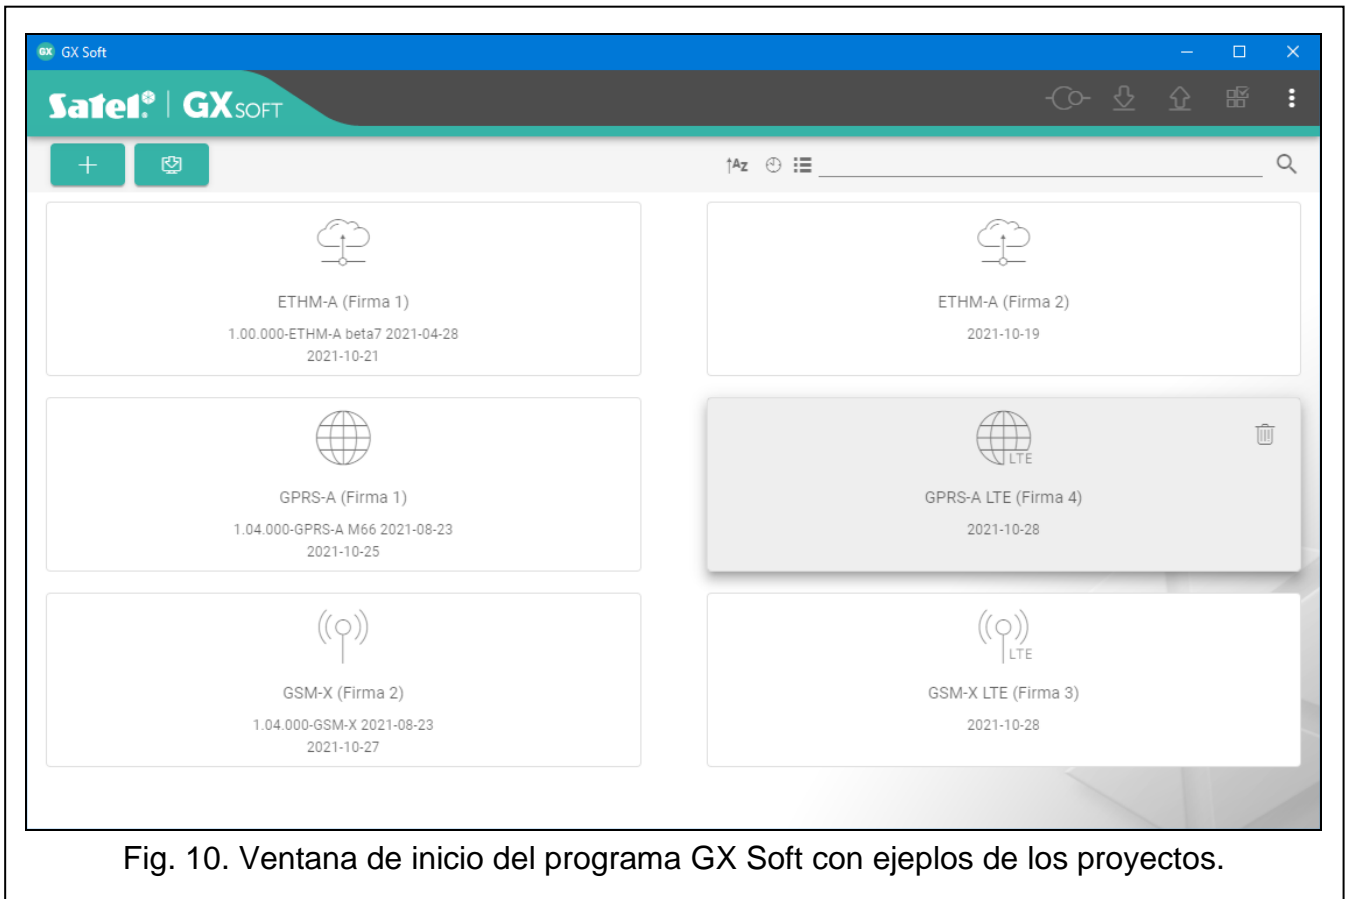 GX GX Soft
Satel® | GX SOFT
AZ
ETHM-A (Firma 1)
1.00.000-ETHM-A beta7 2021-04-28
2021-10-21
ETHM-A (Firma 2)
2021-10-19
GPRS-A (Firma 1)
1.04.000-GPRS-A M66 2021-08-23
2021-10-25
LTE
GPRS-A LTE (Firma 4)
2021-10-28
GSM-X (Firma 2)
1.04.000-GSM-X 2021-08-23
2021-10-27
LTE
GSM-X LTE (Firma 3)
2021-10-28
Fig. 10. Ventana de inicio del programa GX Soft con ejeplos de los proyectos.